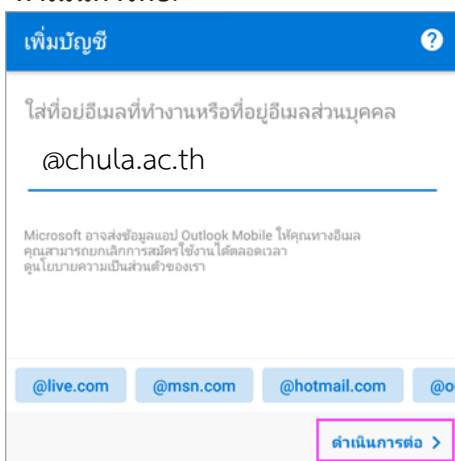 เพิ่มบัญชี ?
ใส่ที่อยู่อีเมลที่ทำงานหรือที่อยู่อีเมลส่วนบุคคล
@chula.ac.th
Microsoft อาจส่งข้อมูลแอป Outlook Mobile ให้คุณทางอีเมล
คุณสามารถยกเลิกการสมัครใช้งานได้ตลอดเวลา
ดูนโยบายความเป็นส่วนตัวของเรา
@live.com @msn.com @hotmail.com @o
ดำเนินการต่อ >